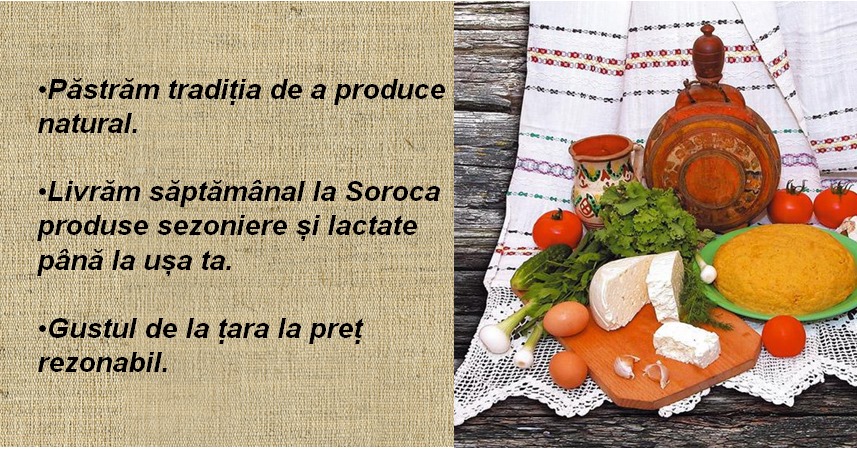 •Păstrăm tradiția de a produce
natural.
•Livrăm săptămânal la Soroca
produse sezoniere și lactate
până la ușa ta.
•Gustul de la țara la preț
rezonabil.